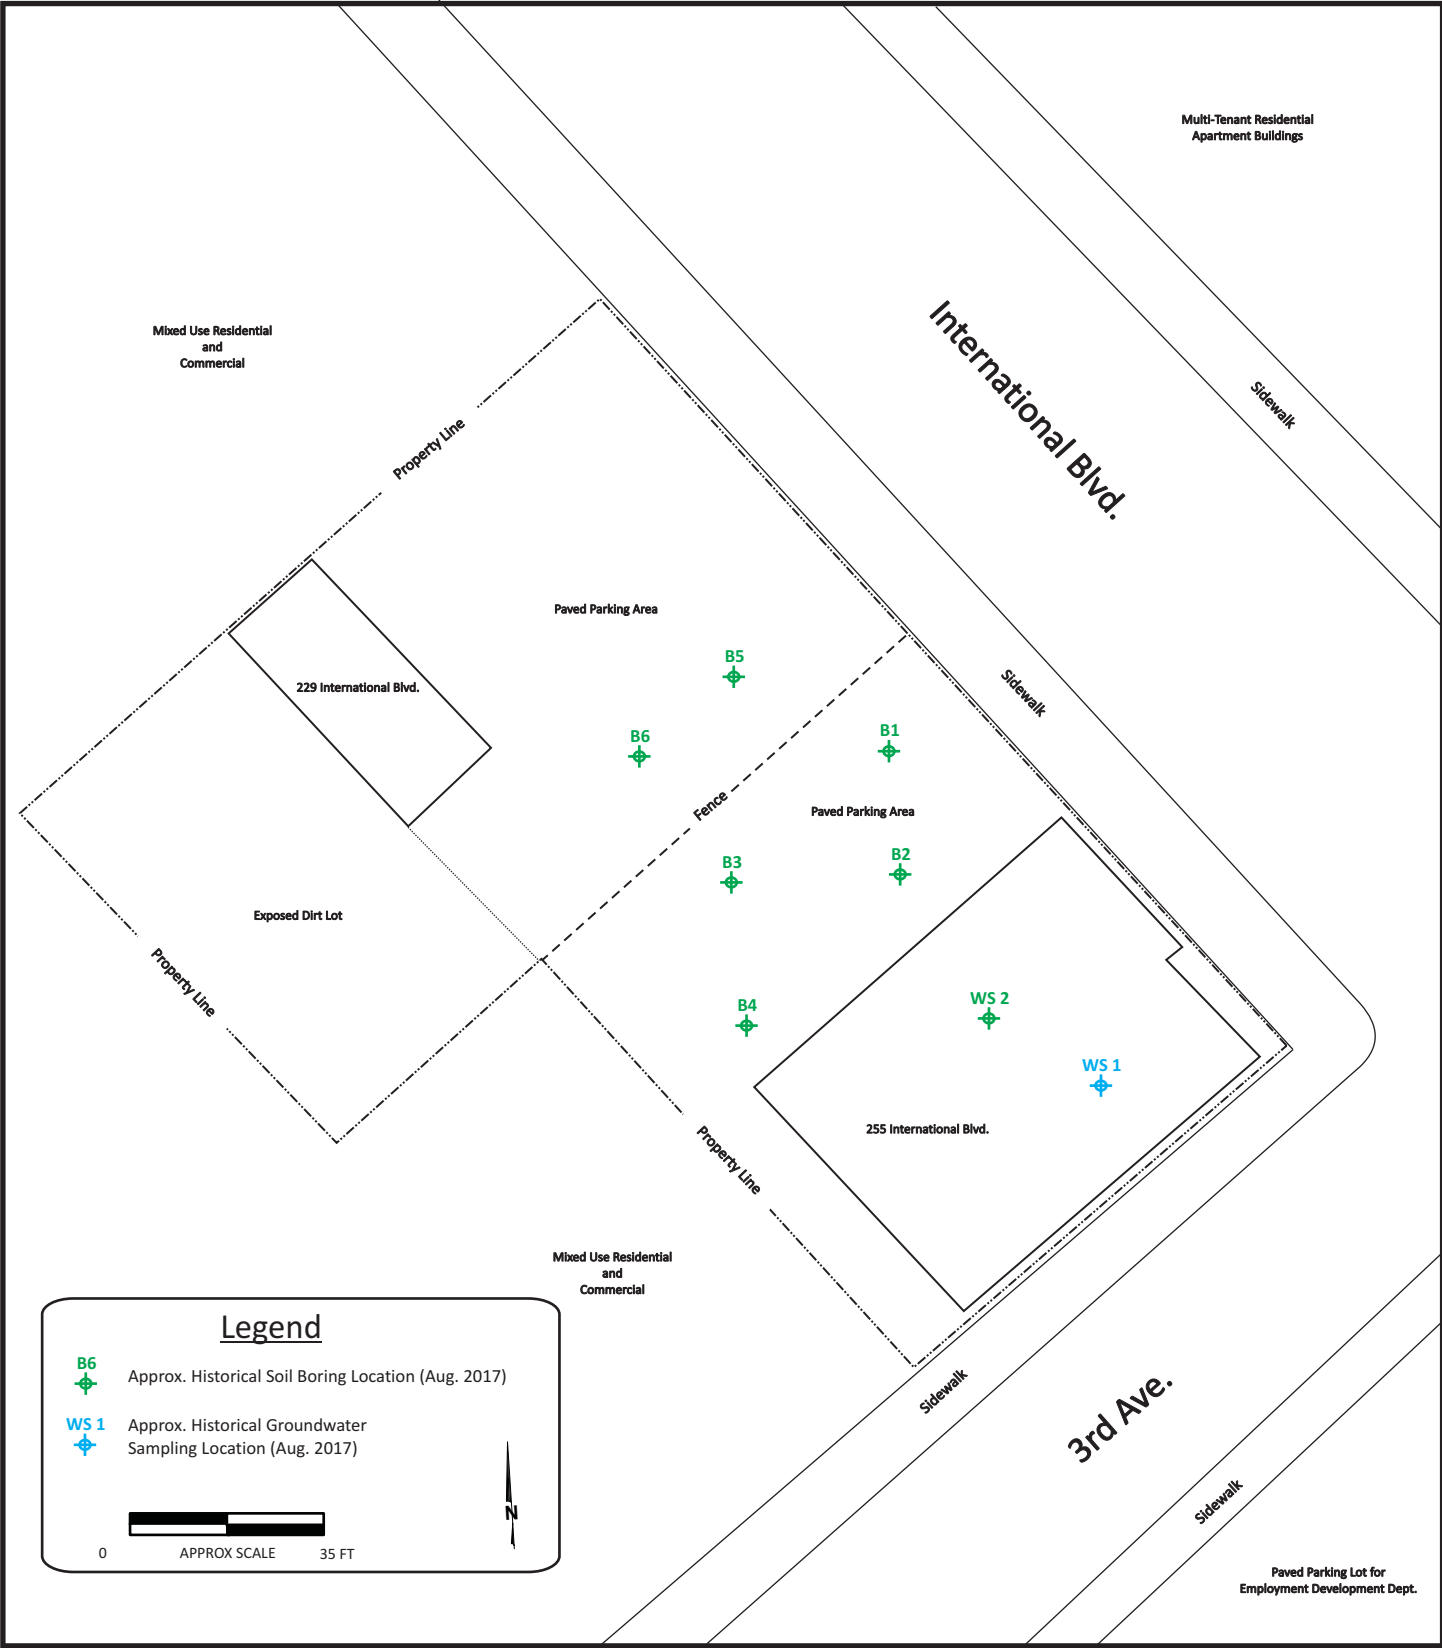 Multi-Tenant Residential
Apartment Buildings
International Blvd.
Mixed Use Residential
and
Commercial
Sidewalk
Property Line
Paved Parking Area
B5
229 International Blvd.
Sidewalk
B6
B1
Fence
Paved Parking Area
B3
B2
Exposed Dirt Lot
Property Line
B4
WS 2
WS 1
255 International Blvd.
Property Line
Mixed Use Residential
and
Commercial
Sidewalk
3rd Ave.
Sidewalk
Paved Parking Lot for
Employment Development Dept.
Legend
B6
Approx. Historical Soil Boring Location (Aug. 2017)
WS 1
Approx. Historical Groundwater
Sampling Location (Aug. 2017)
N
0 APPROX SCALE 35 FT